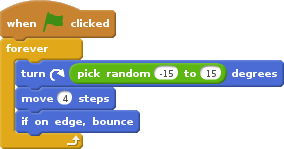 when clicked
forever
turn pick random -15 to 15 degrees
move 4 steps
if on edge, bounce